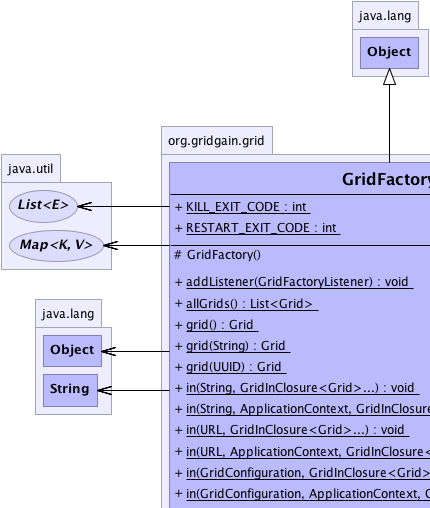 java.lang
Object
org.gridgain.grid
java.util
GridFactory
List<E>
+ KILL_EXIT_CODE : int
+ RESTART_EXIT_CODE : int
Map<K, V>
# GridFactory()
+ addListener(GridFactoryListener) : void
+ allGrids() : List<Grid>
java.lang
+ grid() : Grid
Object
+ grid(String) : Grid
+ grid(UUID) : Grid
String
+ in(String, GridInClosure<Grid>...) : void
+ in(String, ApplicationContext, GridInClosure
+ in(URL, GridInClosure<Grid>...) : void
+ in(URL, ApplicationContext, GridInClosure<
+ in(GridConfiguration, GridInClosure<Grid>
+ in(GridConfiguration, ApplicationContext,